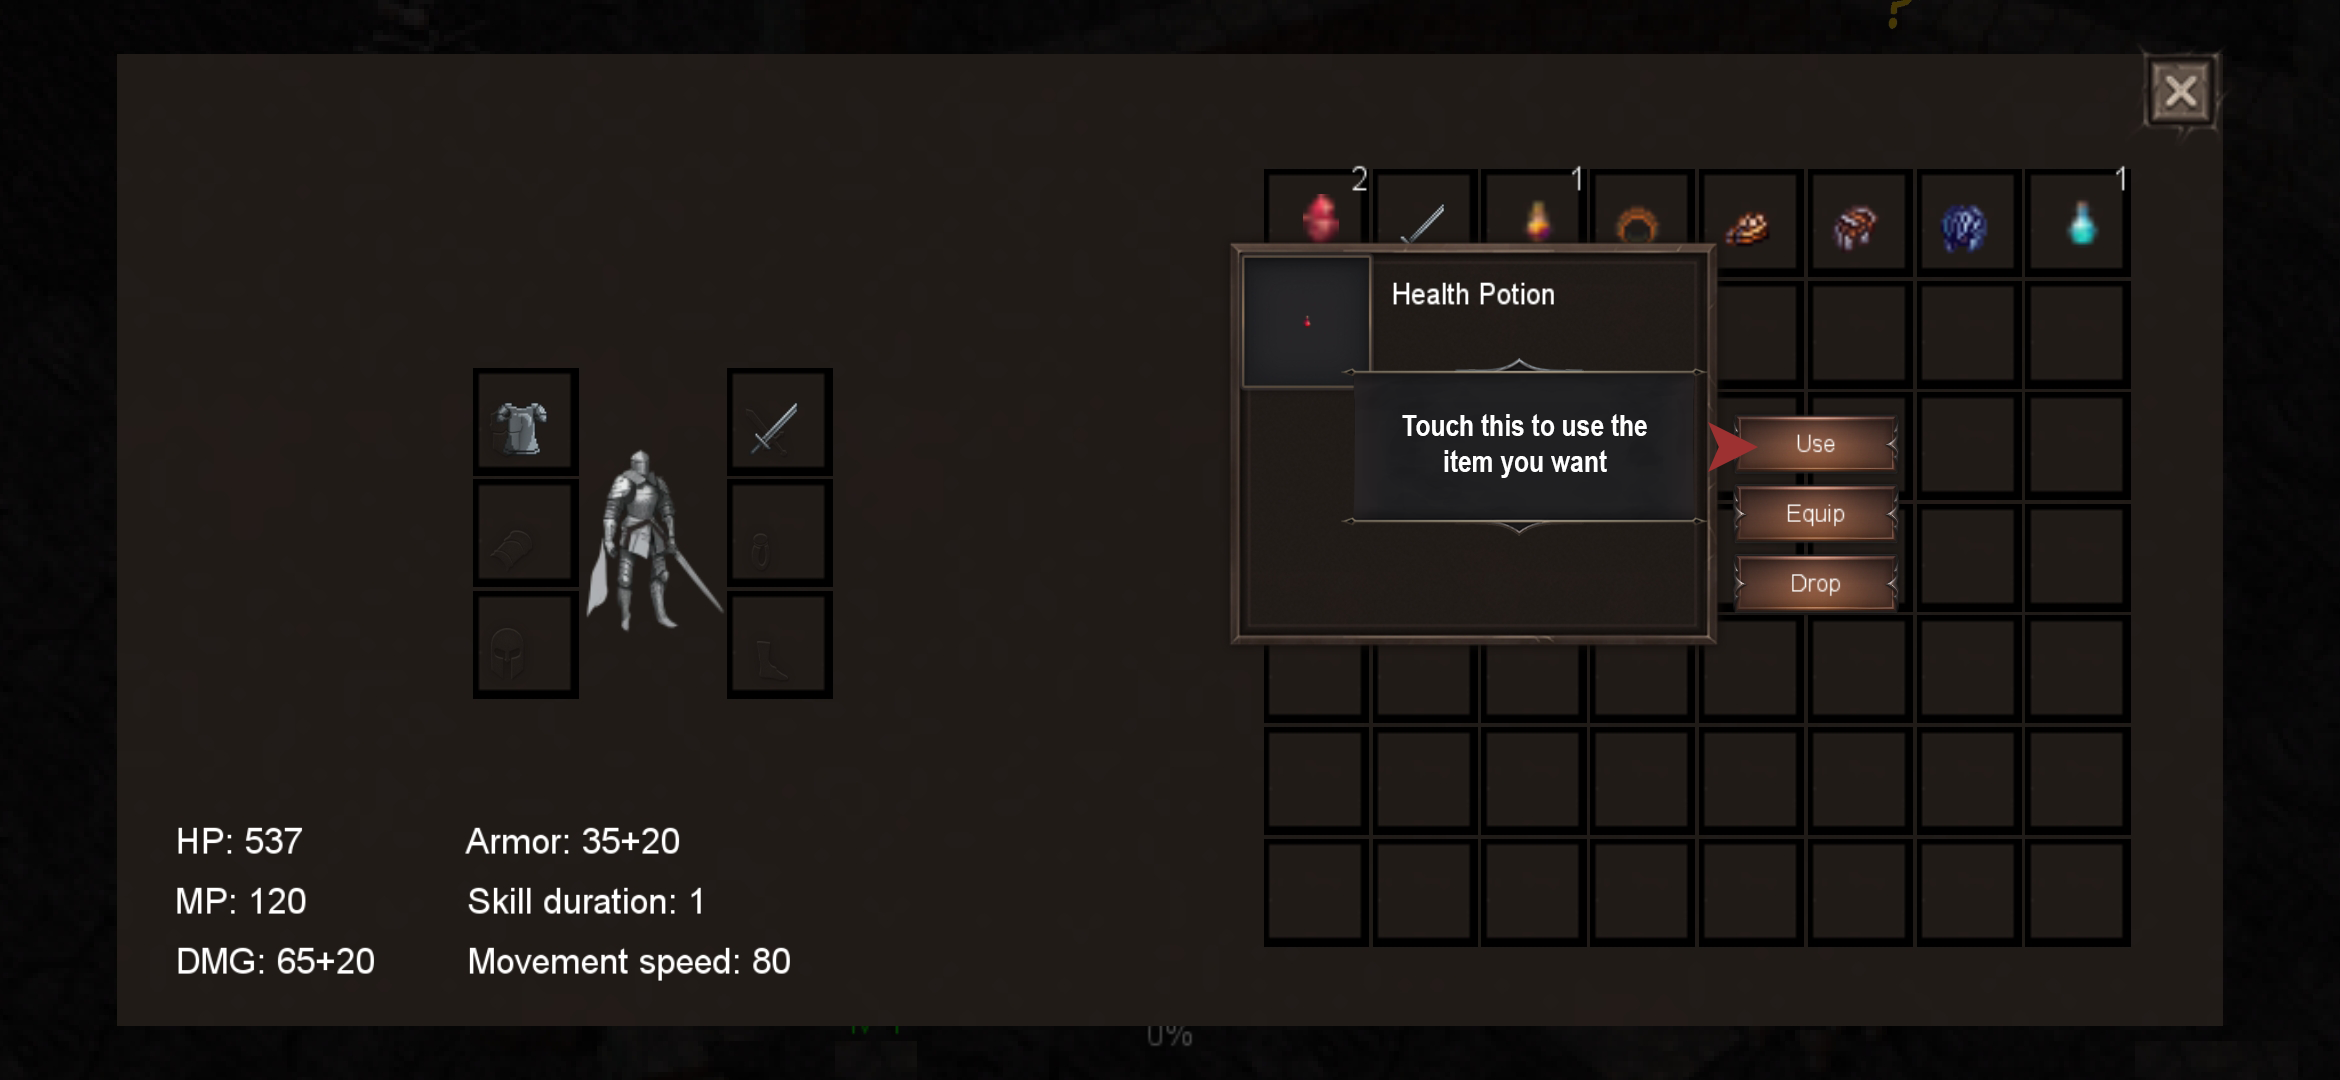 ?
2
1
1
Health Potion
Touch this to use the
item you want
Use
Equip
Drop
HP: 537
Armor: 35+20
MP: 120
Skill duration: 1
DMG: 65+20
Movement speed: 80
0%